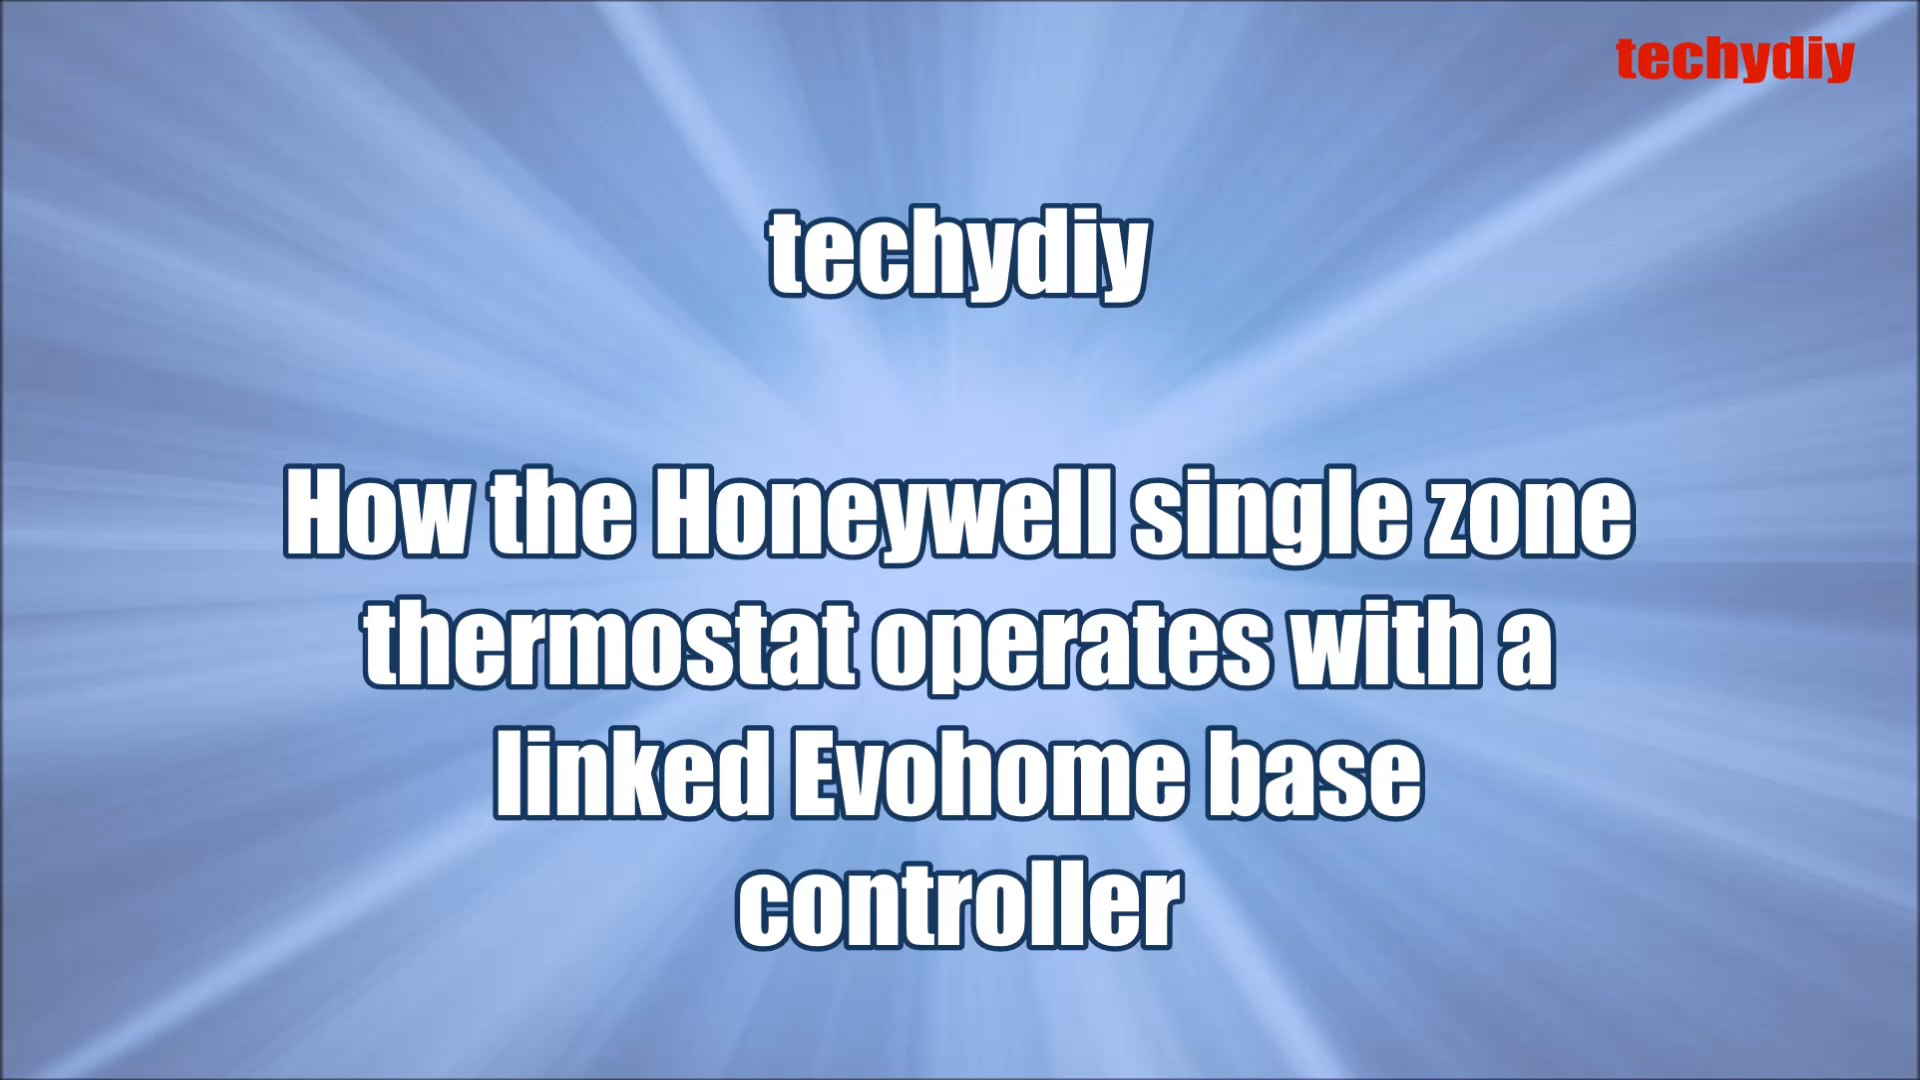 techydiy
techydiy
How the Honeywell single zone
thermostat operates with a
linked Evohome base
controller